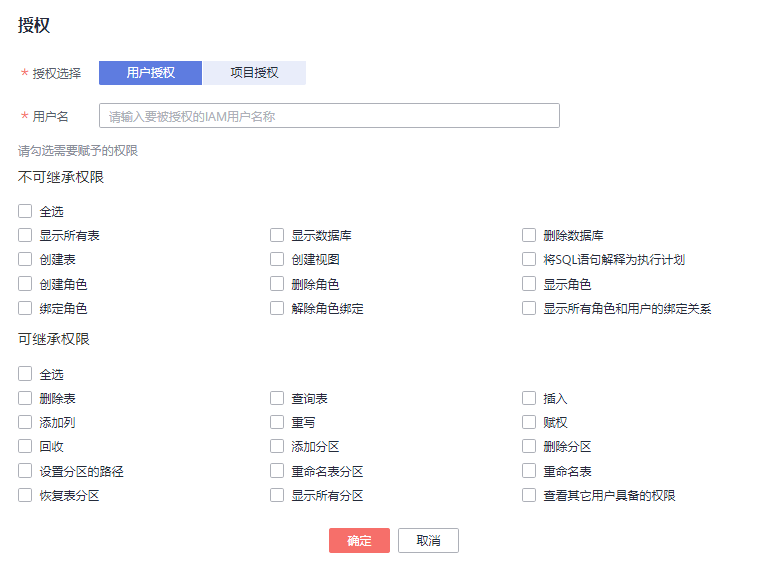 授权
* 授权选择 用户授权 项目授权
* 用户名 请输入要被授权的IAM用户名称
请勾选需要赋予的权限
不可继承权限
全选
显示所有表 显示数据库 删除数据库
创建表 创建视图 将SQL语句解释为执行计划
创建角色 删除角色 显示角色
绑定角色 解除角色绑定 显示所有角色和用户的绑定关系
可继承权限
全选
删除表 查询表 插入
添加列 重写 赋权
回收 添加分区 删除分区
设置分区的路径 重命名表分区 重命名表
恢复表分区 显示所有分区 查看其它用户具备的权限
确定 取消